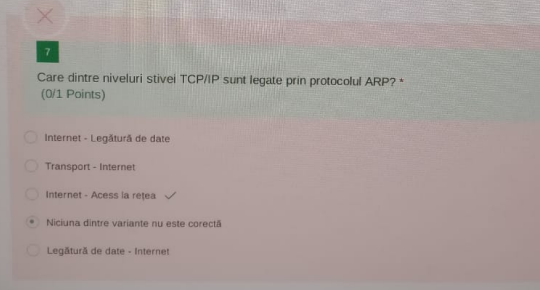 7
Care dintre niveluri stivei TCP/IP sunt legate prin protocolul ARP? *
(0/1 Points)
Internet - Legătură de date
Transport - Internet
Internet - Acess la rețea
Niciuna dintre variante nu este corectă
Legătură de date - Internet